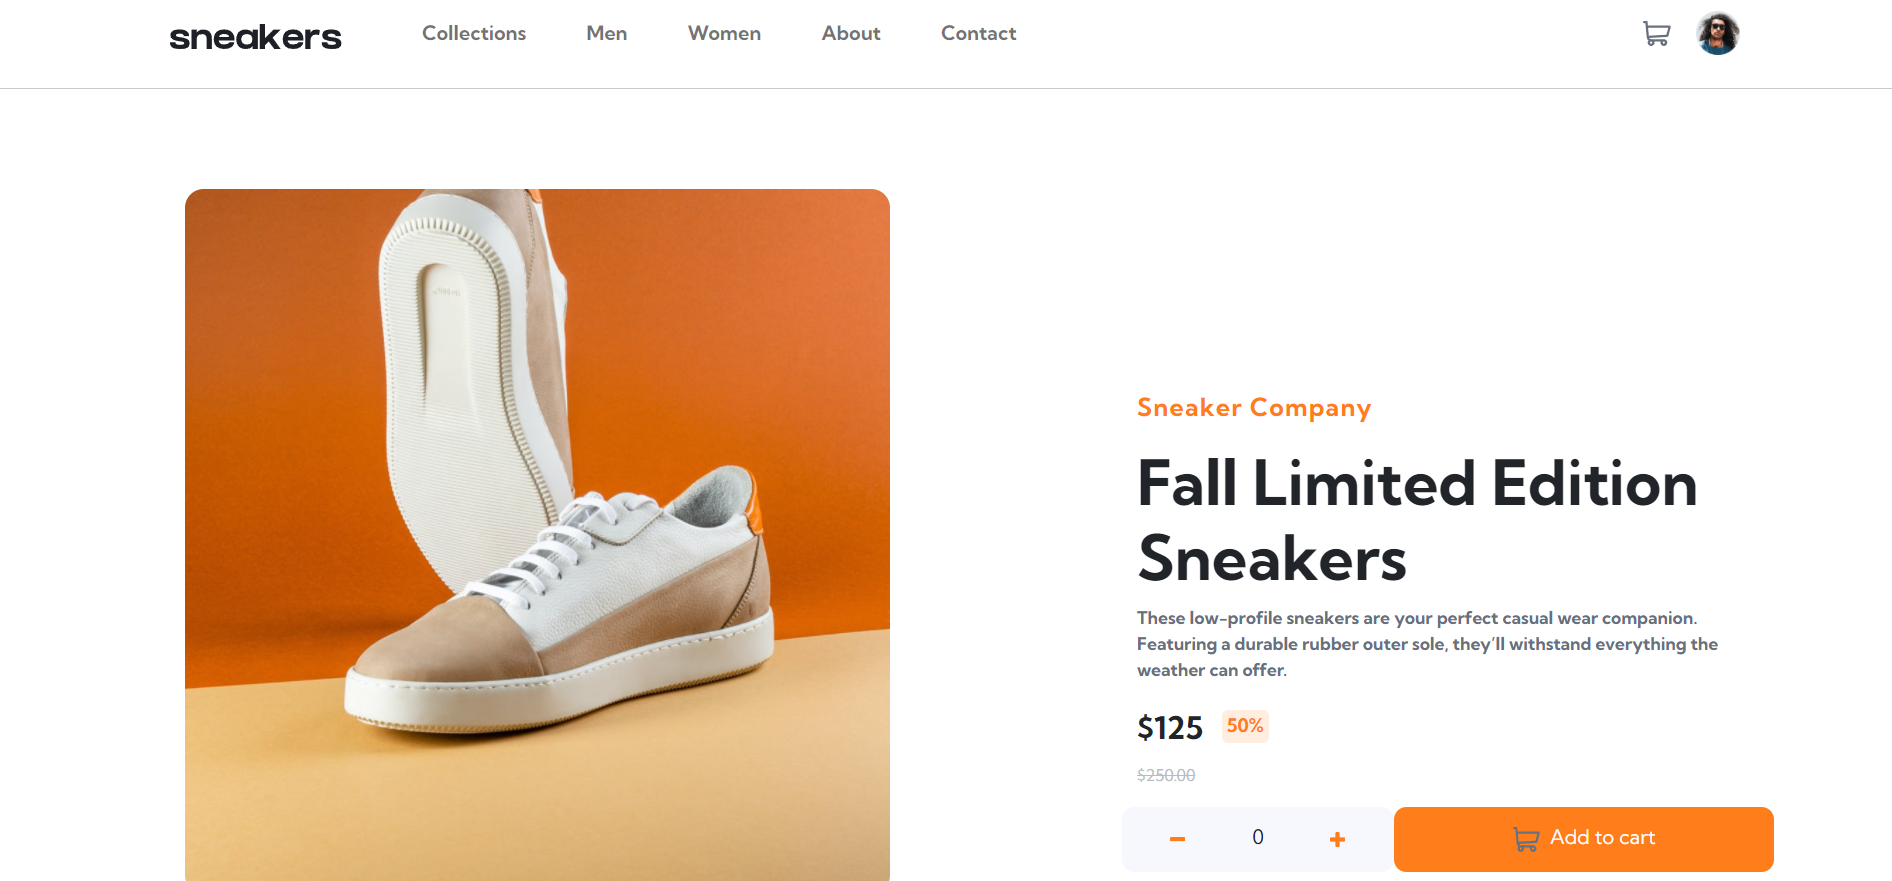 sneakers
Collections Men Women About Contact
Sneaker Company
Fall Limited Edition
Sneakers
These low-profile sneakers are your perfect casual wear companion.
Featuring a durable rubber outer sole, they’ll withstand everything the
weather can offer.
$125 50%
$250.00
0 Add to cart